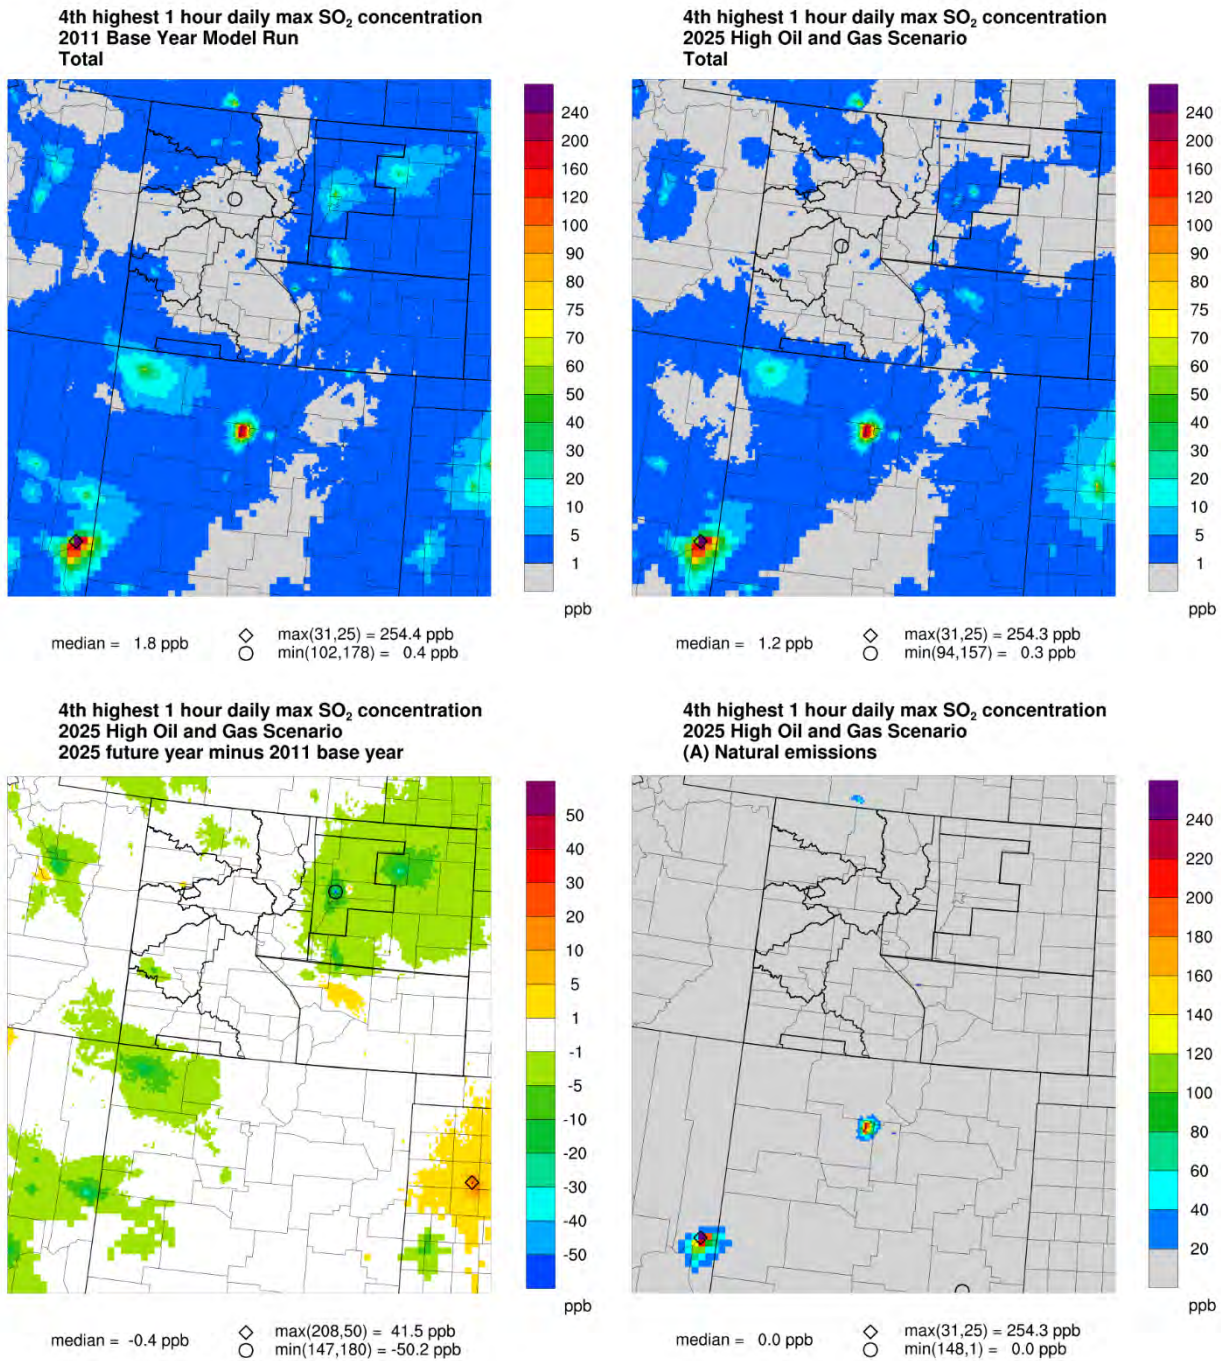 4th highest 1 hour daily max SO₂ concentration
2011 Base Year Model Run
Total
240
200
160
120
100
90
80
75
70
60
50
40
30
20
10
5
1
ppb
median = 1.8 ppb
max(31,25) = 254.4 ppb
min(102,178) = 0.4 ppb
4th highest 1 hour daily max SO₂ concentration
2025 High Oil and Gas Scenario
Total
240
200
160
120
100
90
80
75
70
60
50
40
30
20
10
5
1
ppb
median = 1.2 ppb
max(31,25) = 254.3 ppb
min(94,157) = 0.3 ppb
4th highest 1 hour daily max SO₂ concentration
2025 High Oil and Gas Scenario
2025 future year minus 2011 base year
50
40
30
20
10
5
1
-1
-5
-10
-20
-30
-40
-50
ppb
median = -0.4 ppb
max(208,50) = 41.5 ppb
min(147,180) = -50.2 ppb
4th highest 1 hour daily max SO₂ concentration
2025 High Oil and Gas Scenario
(A) Natural emissions
240
220
200
180
160
140
120
100
80
60
40
20
ppb
median = 0.0 ppb
max(31,25) = 254.3 ppb
min(148,1) = 0.0 ppb